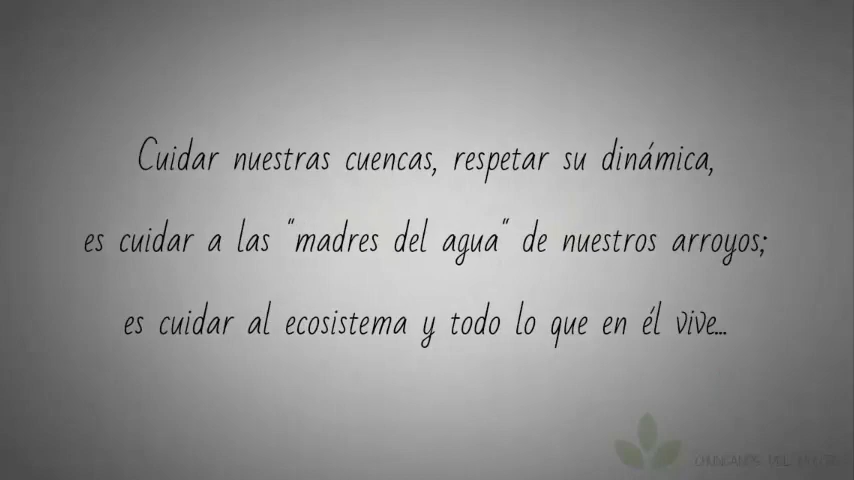 Cuidar nuestras cuencas, respetar su dinámica,
es cuidar a las "madres del agua" de nuestros arroyos;
es cuidar al ecosistema y todo lo que en él vive...